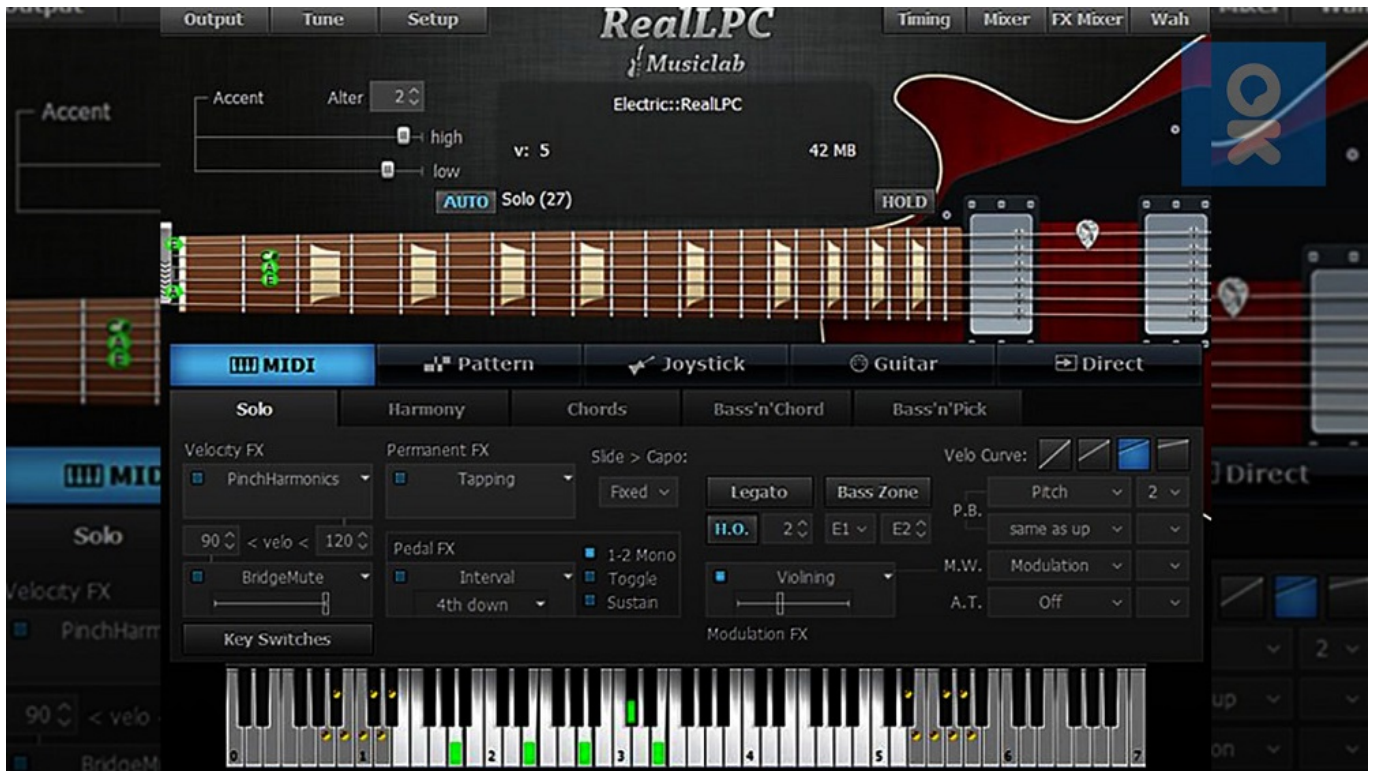 Output Tune Setup RealLPC Timing Mixer FX Mixer Wah
Musiclab
Accent Alter 2 Electric::RealLPC
Accent
high
v: 5 42 MB
low
AUTO Solo (27) HOLD
E
A
E
A
E
MIDI Pattern Joystick Guitar Direct
Solo Harmony Chords Bass'n'Chord Bass'n'Pick
MID Direct
Velocity FX Permanent FX Slide > Capo: Velo Curve:
PinchHarmonics Tapping Fixed Legato Bass Zone P.B. Pitch 2
Solo
90 < velo < 120 H.O. 2 E1 E2 same as up
Pedal FX 1-2 Mono
BridgeMute Interval Toggle Violining M.W. Modulation
Velocity FX
4th down Sustain A.T. Off
PinchHarm
Key Switches Modulation FX
2
90 < velo up
on
BridgeM
0 1 2 3 4 5 6 7